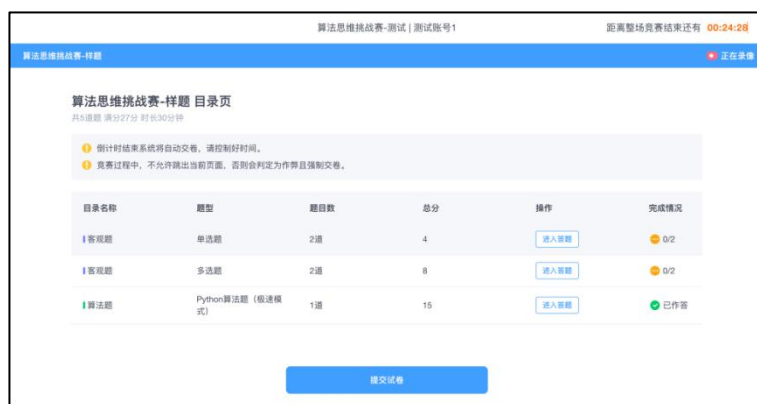 算法思维挑战赛-测试 | 测试账号1 距离整场竞赛结束还有 00:24:28
算法思维挑战赛-样题 正在录像
算法思维挑战赛-样题 目录页
共5道题 满分27分 时长30分钟
倒计时结束系统将自动交卷，请控制好时间。
竞赛过程中，不允许跳出当前页面，否则会判定为作弊且强制交卷。
目录名称 题型 题目数 总分 操作 完成情况
客观题 单选题 2道 4 进入答题 0/2
客观题 多选题 2道 8 进入答题 0/2
算法题 Python算法题（极速模式） 1道 15 进入答题 已作答
提交试卷